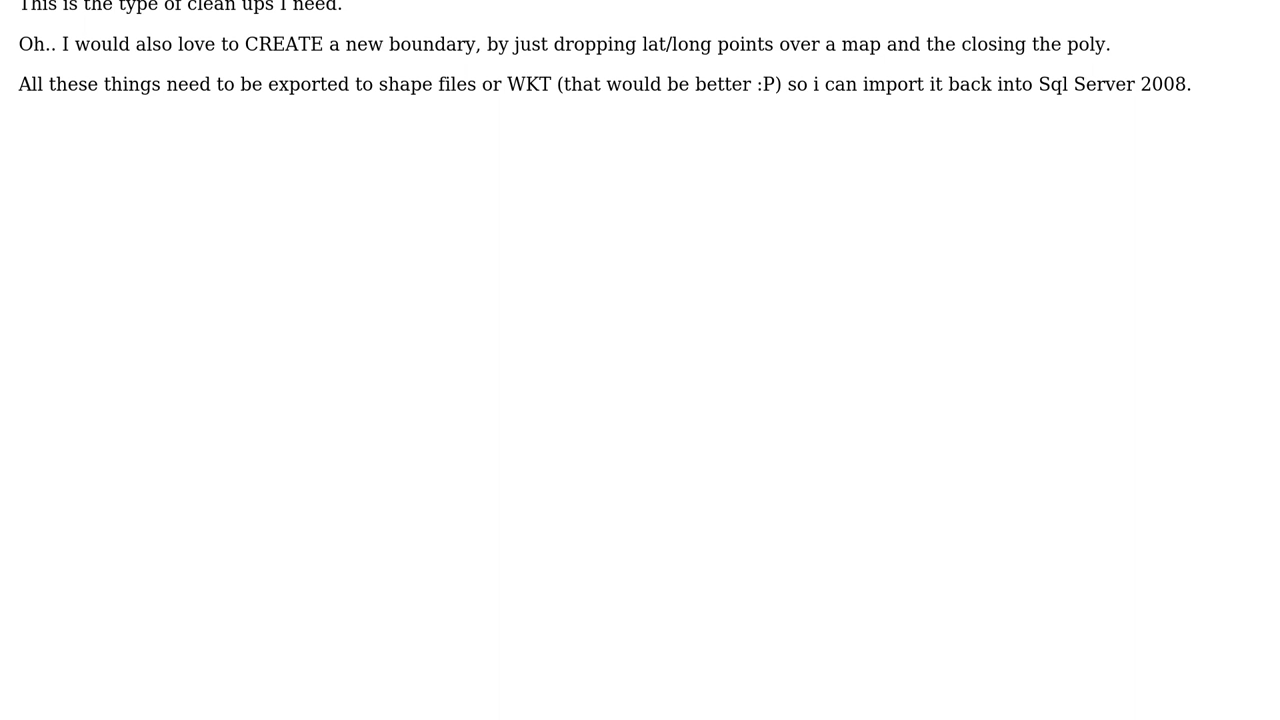 This is the type of clean ups I need.
Oh.. I would also love to CREATE a new boundary, by just dropping lat/long points over a map and the closing the poly.
All these things need to be exported to shape files or WKT (that would be better :P) so i can import it back into Sql Server 2008.